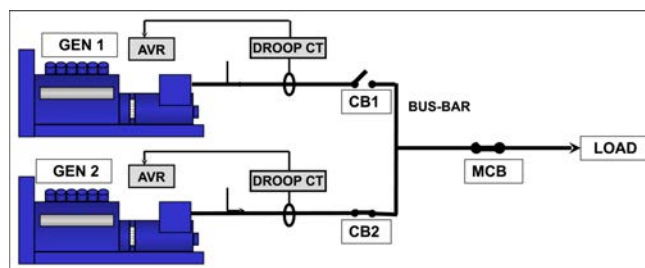 GEN 1
AVR
DROOP CT
CB1
BUS-BAR
LOAD
MCB
GEN 2
AVR
DROOP CT
CB2